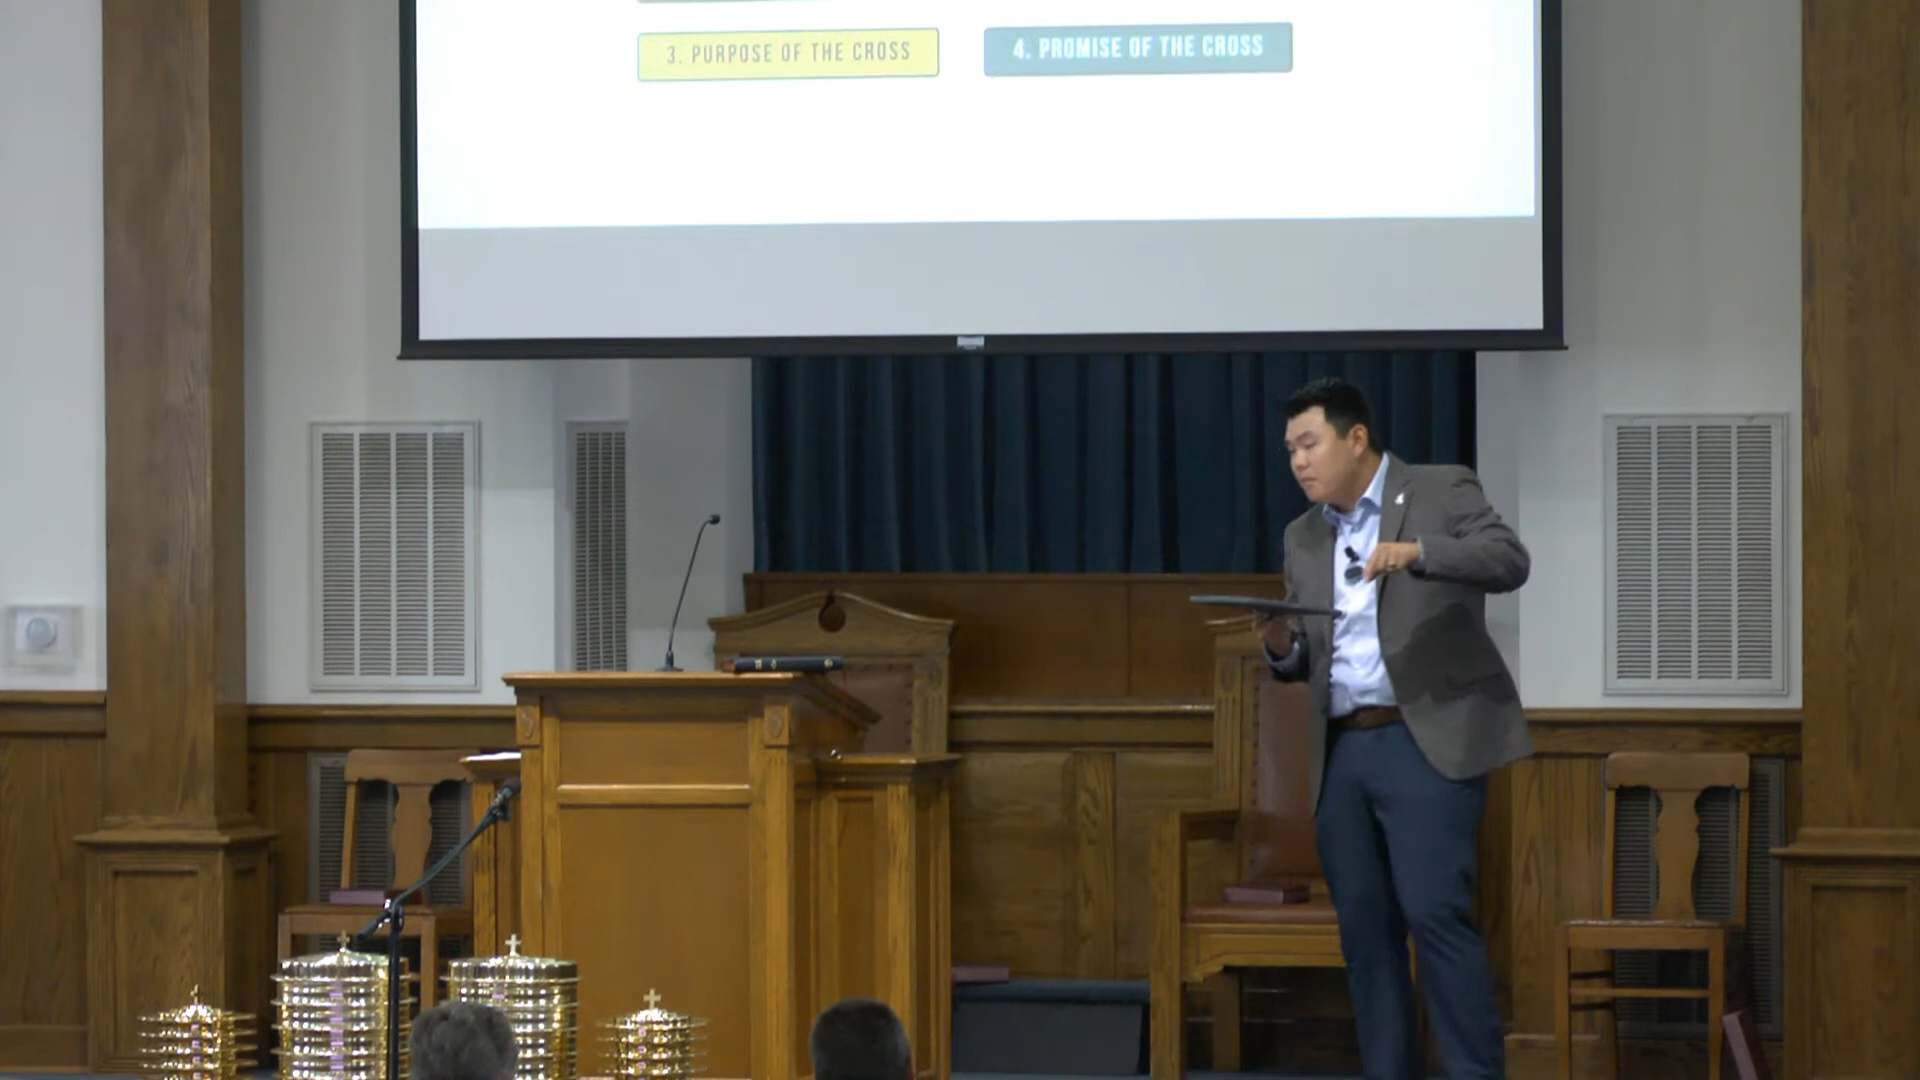 3. PURPOSE OF THE CROSS
4. PROMISE OF THE CROSS